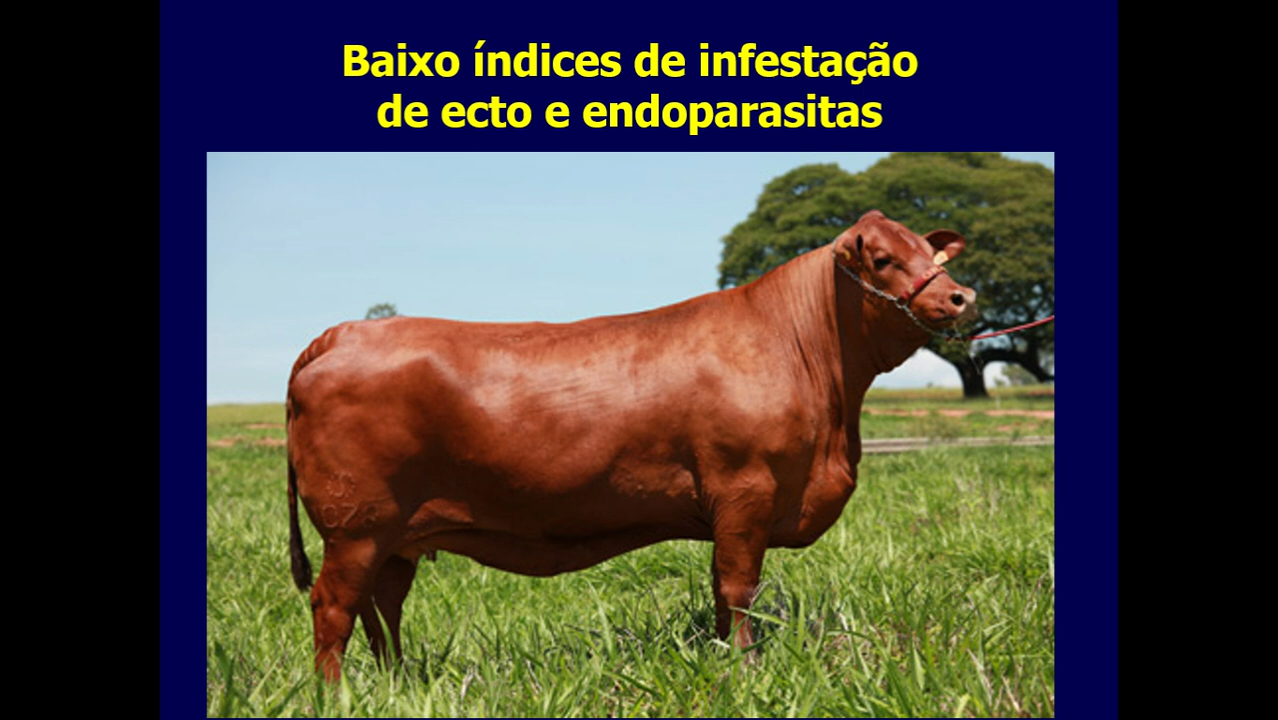 Baixo índices de infestação
de ecto e endoparasitas